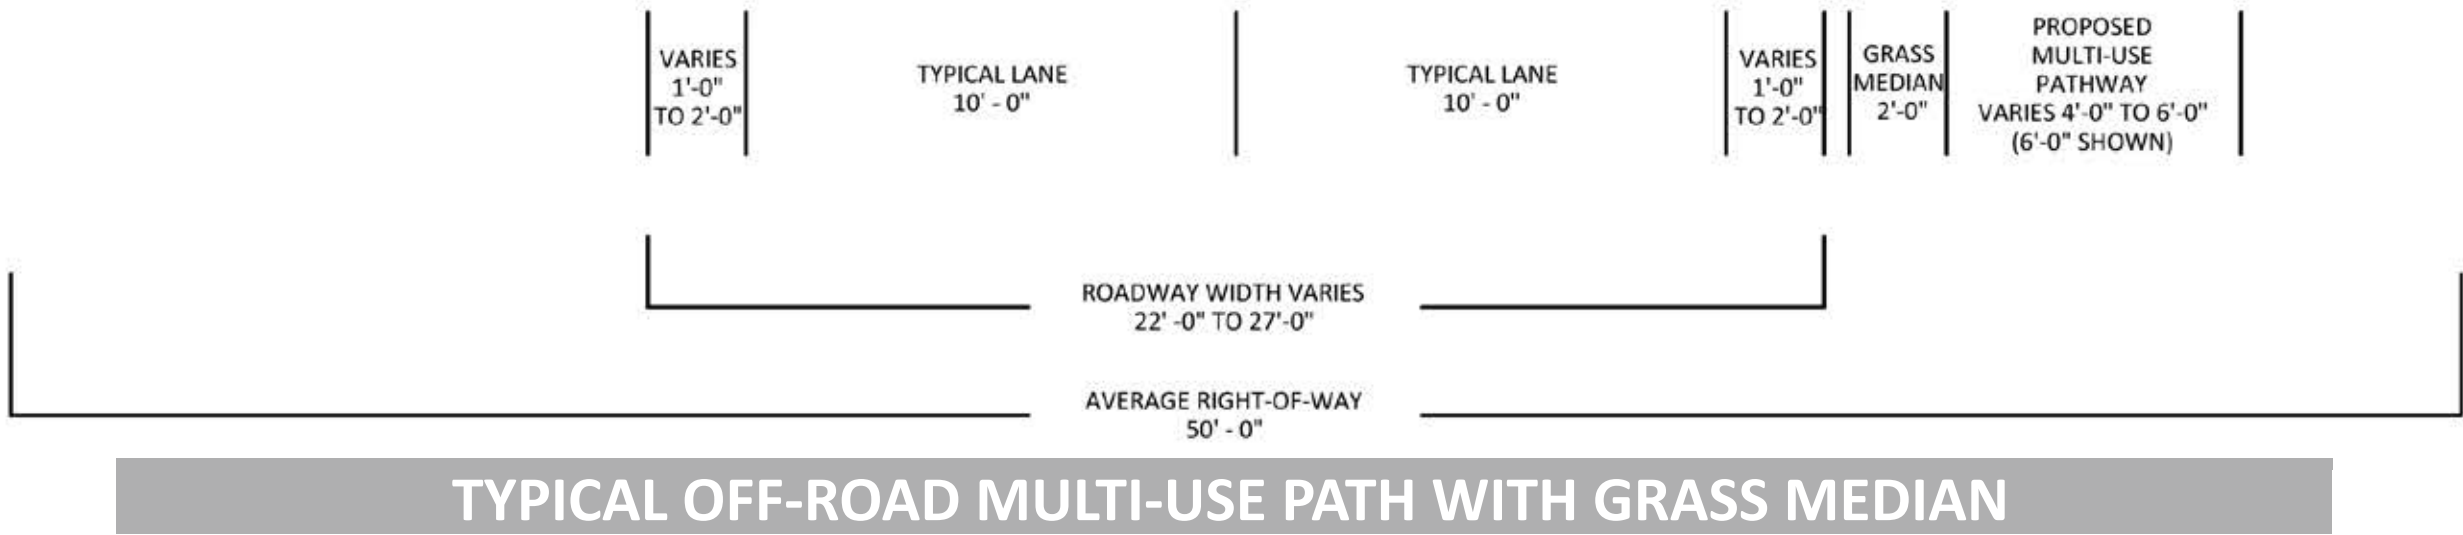 VARIES
1'-0"
TO 2'-0"
TYPICAL LANE
10' - 0"
TYPICAL LANE
10' - 0"
VARIES
1'-0"
TO 2'-0"
GRASS
MEDIAN
2'-0"
PROPOSED
MULTI-USE
PATHWAY
VARIES 4'-0" TO 6'-0"
(6'-0" SHOWN)
ROADWAY WIDTH VARIES
22' -0" TO 27'-0"
AVERAGE RIGHT-OF-WAY
50' - 0"
TYPICAL OFF-ROAD MULTI-USE PATH WITH GRASS MEDIAN